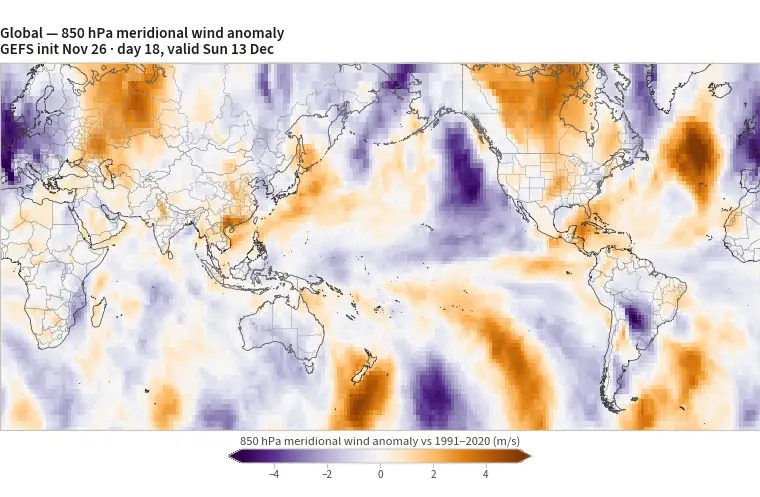 Global — 850 hPa meridional wind anomaly
GEFS init Nov 26 · day 18, valid Sun 13 Dec
850 hPa meridional wind anomaly vs 1991–2020 (m/s)
−4 −2 0 2 4